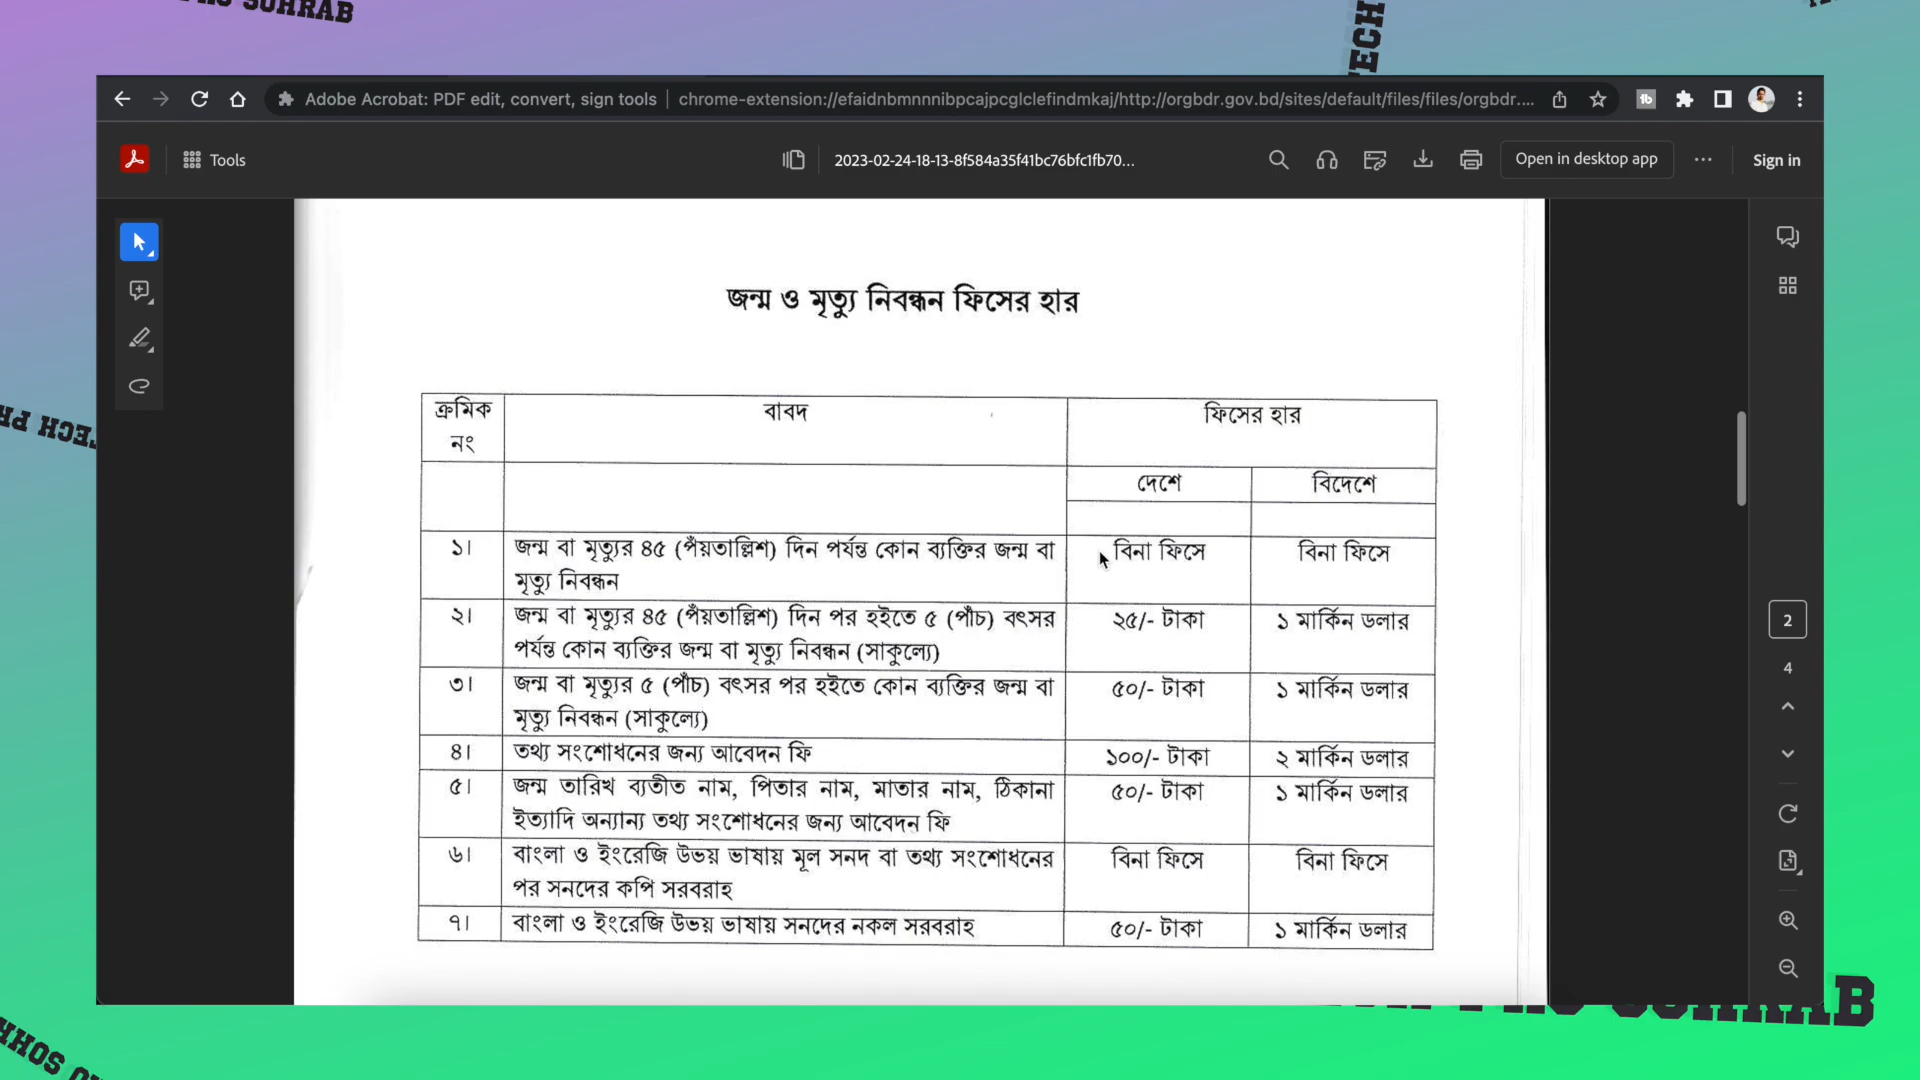 SOHRAB
TECH
Adobe Acrobat: PDF edit, convert, sign tools | chrome-extension://efaidnbmnnnibpcajpcglclefindmkaj/http://orgbdr.gov.bd/sites/default/files/files/orgbdr....
Tools
2023-02-24-18-13-8f584a35f41bc76bfc1fb70...
Open in desktop app
Sign in
জন্ম ও মৃত্যু নিবন্ধন ফিসের হার
ক্রমিক নং বাবদ ফিসের হার
দেশে বিদেশে
১। জন্ম বা মৃত্যুর ৪৫ (পঁয়তাল্লিশ) দিন পর্যন্ত কোন ব্যক্তির জন্ম বা বিনা ফিসে বিনা ফিসে
মৃত্যু নিবন্ধন
২। জন্ম বা মৃত্যুর ৪৫ (পঁয়তাল্লিশ) দিন পর হইতে ৫ (পাঁচ) বৎসর ২৫/- টাকা ১ মার্কিন ডলার
পর্যন্ত কোন ব্যক্তির জন্ম বা মৃত্যু নিবন্ধন (সাকুল্যে)
৩। জন্ম বা মৃত্যুর ৫ (পাঁচ) বৎসর পর হইতে কোন ব্যক্তির জন্ম বা ৫০/- টাকা ১ মার্কিন ডলার
মৃত্যু নিবন্ধন (সাকুল্যে)
৪। তথ্য সংশোধনের জন্য আবেদন ফি ১০০/- টাকা ২ মার্কিন ডলার
৫। জন্ম তারিখ ব্যতীত নাম, পিতার নাম, মাতার নাম, ঠিকানা ৫০/- টাকা ১ মার্কিন ডলার
ইত্যাদি অন্যান্য তথ্য সংশোধনের জন্য আবেদন ফি
৬। বাংলা ও ইংরেজি উভয় ভাষায় মূল সনদ বা তথ্য সংশোধনের বিনা ফিসে বিনা ফিসে
পর সনদের কপি সরবরাহ
৭। বাংলা ও ইংরেজি উভয় ভাষায় সনদের নকল সরবরাহ ৫০/- টাকা ১ মার্কিন ডলার
2
4
TECH PR